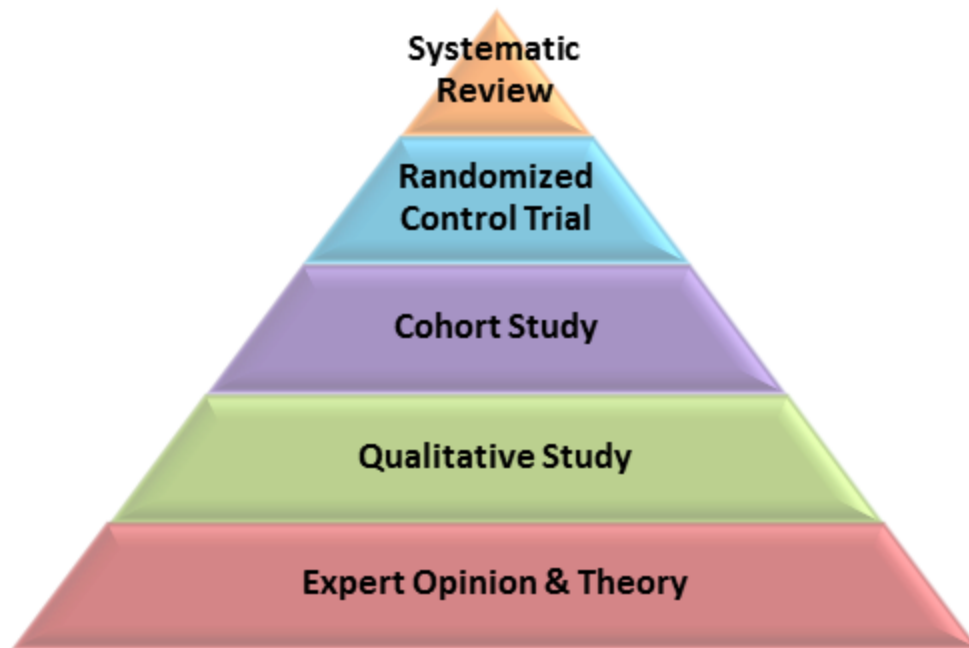 Systematic
Review
Randomized
Control Trial
Cohort Study
Qualitative Study
Expert Opinion & Theory